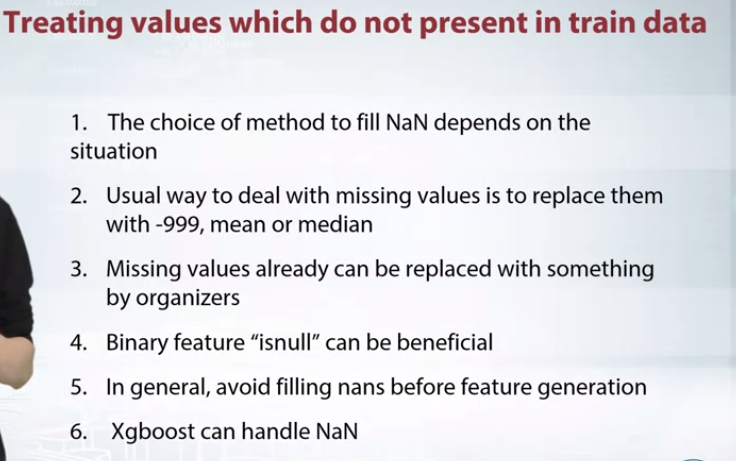 Treating values which do not present in train data
1. The choice of method to fill NaN depends on the
situation
2. Usual way to deal with missing values is to replace them
with -999, mean or median
3. Missing values already can be replaced with something
by organizers
4. Binary feature “isnull” can be beneficial
5. In general, avoid filling nans before feature generation
6. Xgboost can handle NaN